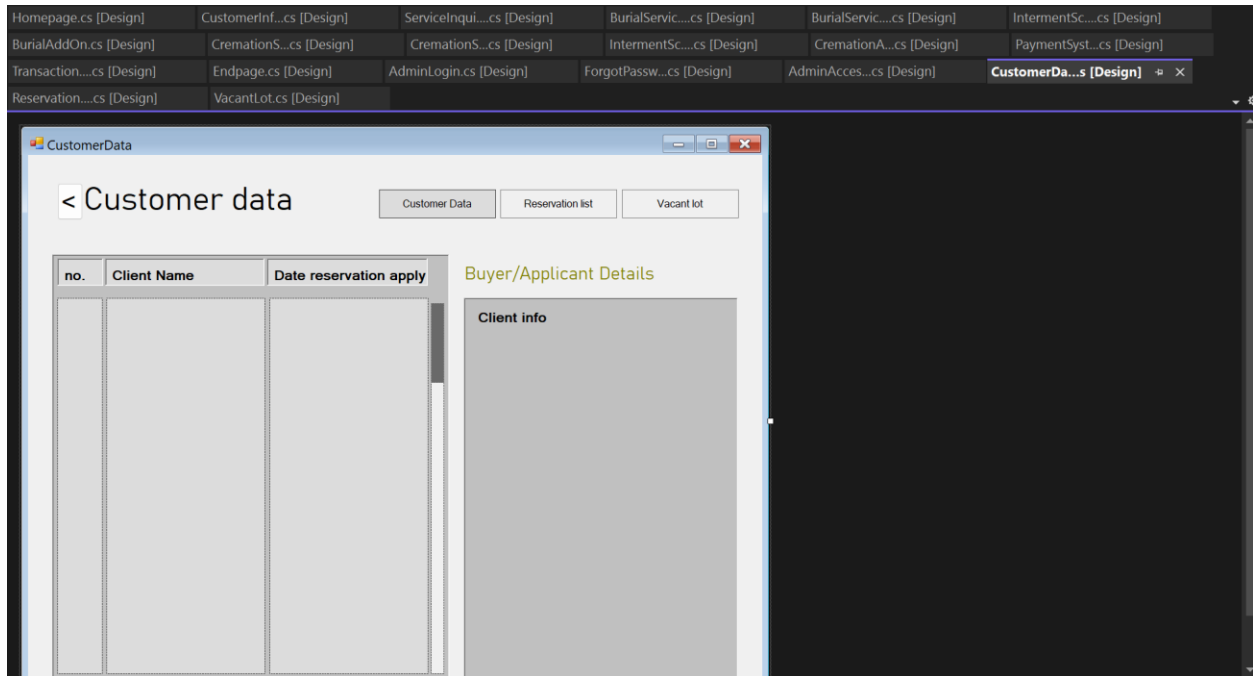 Homepage.cs [Design] CustomerInf...cs [Design] ServiceInqui....cs [Design] BurialServic....cs [Design] BurialServic....cs [Design] IntermentSc....cs [Design]
BurialAddOn.cs [Design] CremationS...cs [Design] CremationS...cs [Design] IntermentSc....cs [Design] CremationA...cs [Design] PaymentSyst...cs [Design]
Transaction....cs [Design] Endpage.cs [Design] AdminLogin.cs [Design] ForgotPassw...cs [Design] AdminAcces...cs [Design] CustomerDa...s [Design]
Reservation....cs [Design] VacantLot.cs [Design]
CustomerData
< Customer data
Customer Data Reservation list Vacant lot
no. Client Name Date reservation apply
Buyer/Applicant Details
Client info